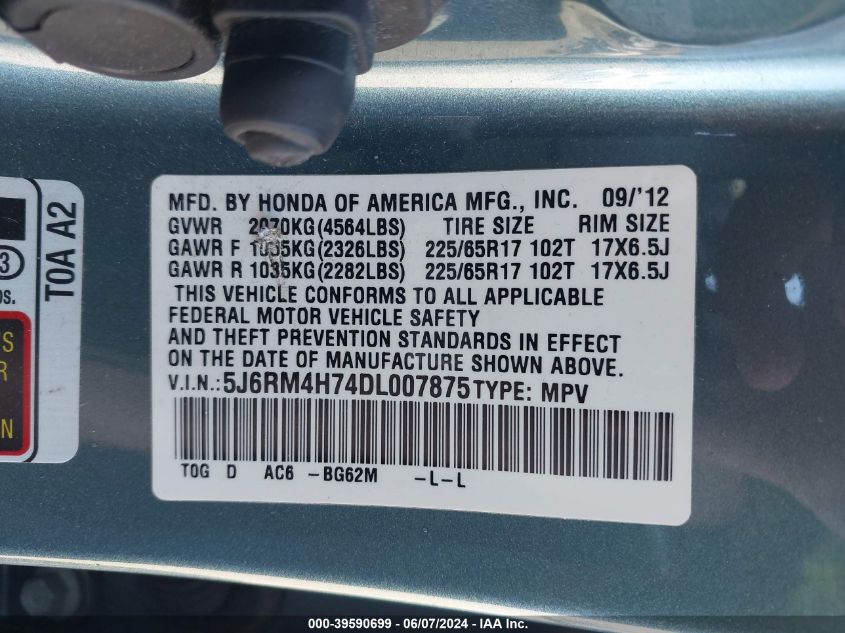 MFD. BY HONDA OF AMERICA MFG., INC. 09/'12
GVWR 2070KG(4564LBS) TIRE SIZE RIM SIZE
GAWR F 1055KG(2326LBS) 225/65R17 102T 17X6.5J
GAWR R 1035KG(2282LBS) 225/65R17 102T 17X6.5J
THIS VEHICLE CONFORMS TO ALL APPLICABLE
FEDERAL MOTOR VEHICLE SAFETY
AND THEFT PREVENTION STANDARDS IN EFFECT
ON THE DATE OF MANUFACTURE SHOWN ABOVE.
V.I.N.:5J6RM4H74DL007875 TYPE: MPV
TOG D AC6 -BG62M -L-L
TOA A2
3
S
R
N
000-39590699 - 06/07/2024 - IAA Inc.